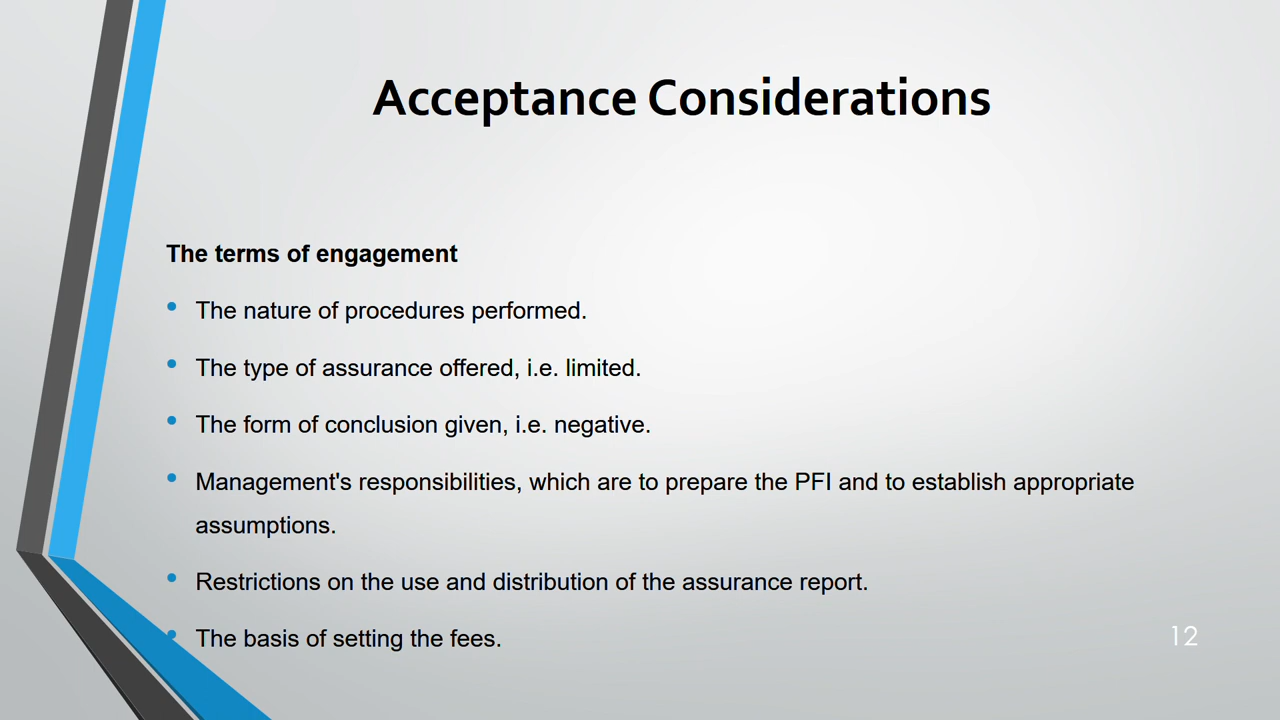 Acceptance Considerations
The terms of engagement
• The nature of procedures performed.
• The type of assurance offered, i.e. limited.
• The form of conclusion given, i.e. negative.
• Management's responsibilities, which are to prepare the PFI and to establish appropriate
assumptions.
• Restrictions on the use and distribution of the assurance report.
• The basis of setting the fees.
12